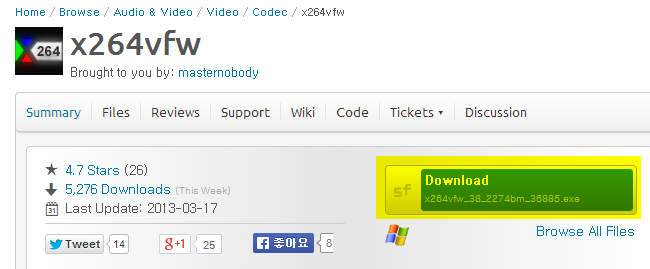 Home / Browse / Audio & Video / Video / Codec / x264vfw
264
x264vfw
Brought to you by: masternobody
Summary Files Reviews Support Wiki Code Tickets ▾ Discussion
4.7 Stars (26)
5,276 Downloads (This Week)
31 Last Update: 2013-03-17
sf Download
x264vfw_38_2274bm_36885.exe
Browse All Files
Tweet 14 g+1 25 f 좋아요 8